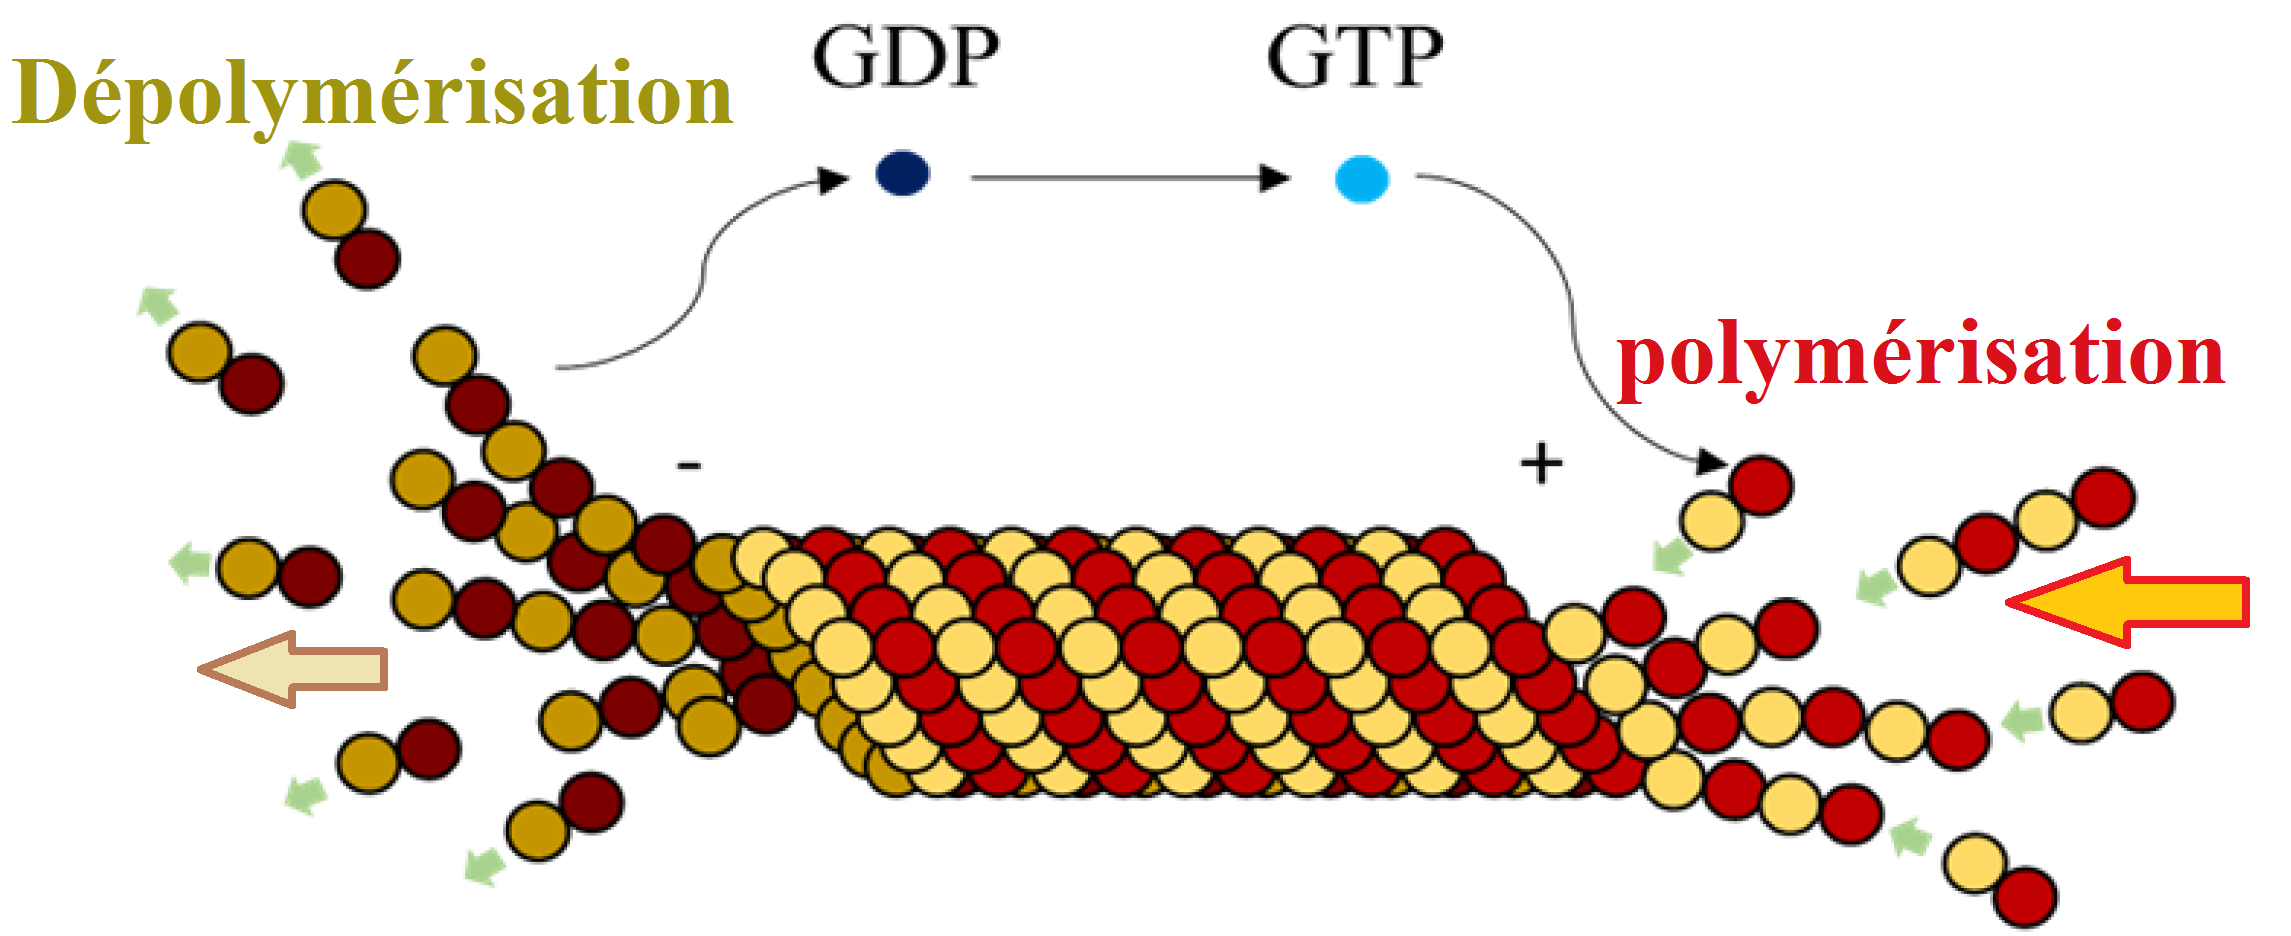 GDP GTP
Dépolymérisation
polymérisation
- +